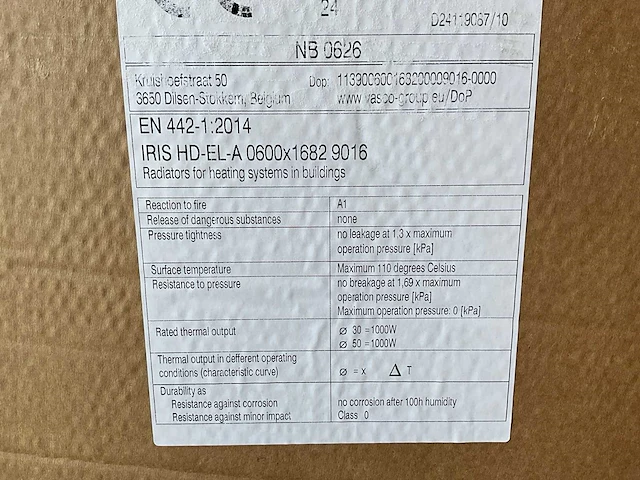 CE
24
D24119087/10
NB 0626
Kruishoefstraat 50
Dop: 113900600168200009016-0000
3650 Dilsen-Stokkem, Belgium
www.vasco-group.eu/DoP
EN 442-1:2014
IRIS HD-EL-A 0600x1682 9016
Radiators for heating systems in buildings
Reaction to fire A1
Release of dangerous substances none
Pressure tightness no leakage at 1,3 x maximum
operation pressure [kPa]
Surface temperature Maximum 110 degrees Celsius
Resistance to pressure no breakage at 1,69 x maximum
operation pressure [kPa]
Maximum operation pressure: 0 [kPa]
Rated thermal output ∅ 30 =1000W
∅ 50 =1000W
Thermal output in defferent operating
conditions (characteristic curve) ∅ = x Δ T
Durability as
Resistance against corrosion no corrosion after 100h humidity
Resistance against minor impact Class 0